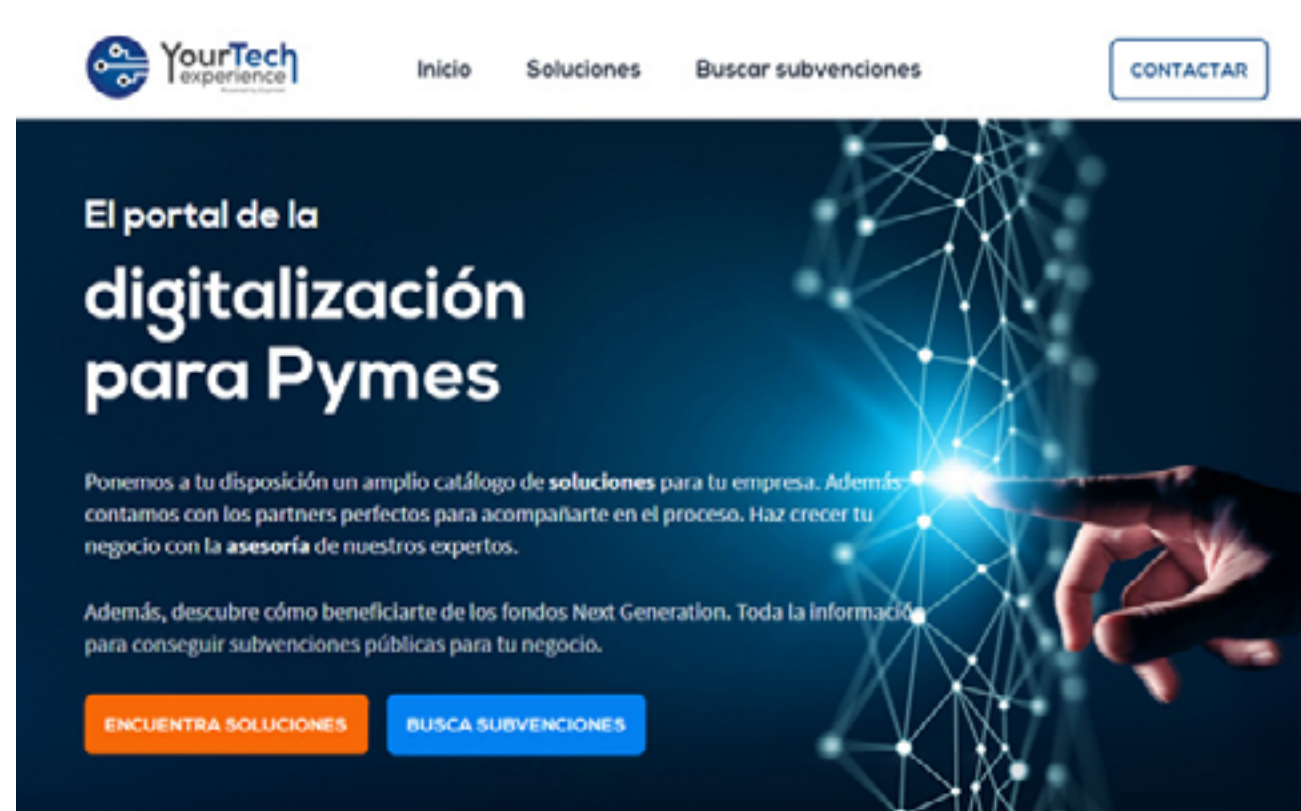 YourTech
experience
Inicio
Soluciones
Buscar subvenciones
CONTACTAR
El portal de la
digitalización
para Pymes
Ponemos a tu disposición un amplio catálogo de soluciones para tu empresa. Además
contamos con los partners perfectos para acompañarte en el proceso. Haz crecer tu
negocio con la asesoría de nuestros expertos.
Además, descubre cómo beneficiarte de los fondos Next Generation. Toda la información
para conseguir subvenciones públicas para tu negocio.
ENCUENTRA SOLUCIONES
BUSCA SUBVENCIONES